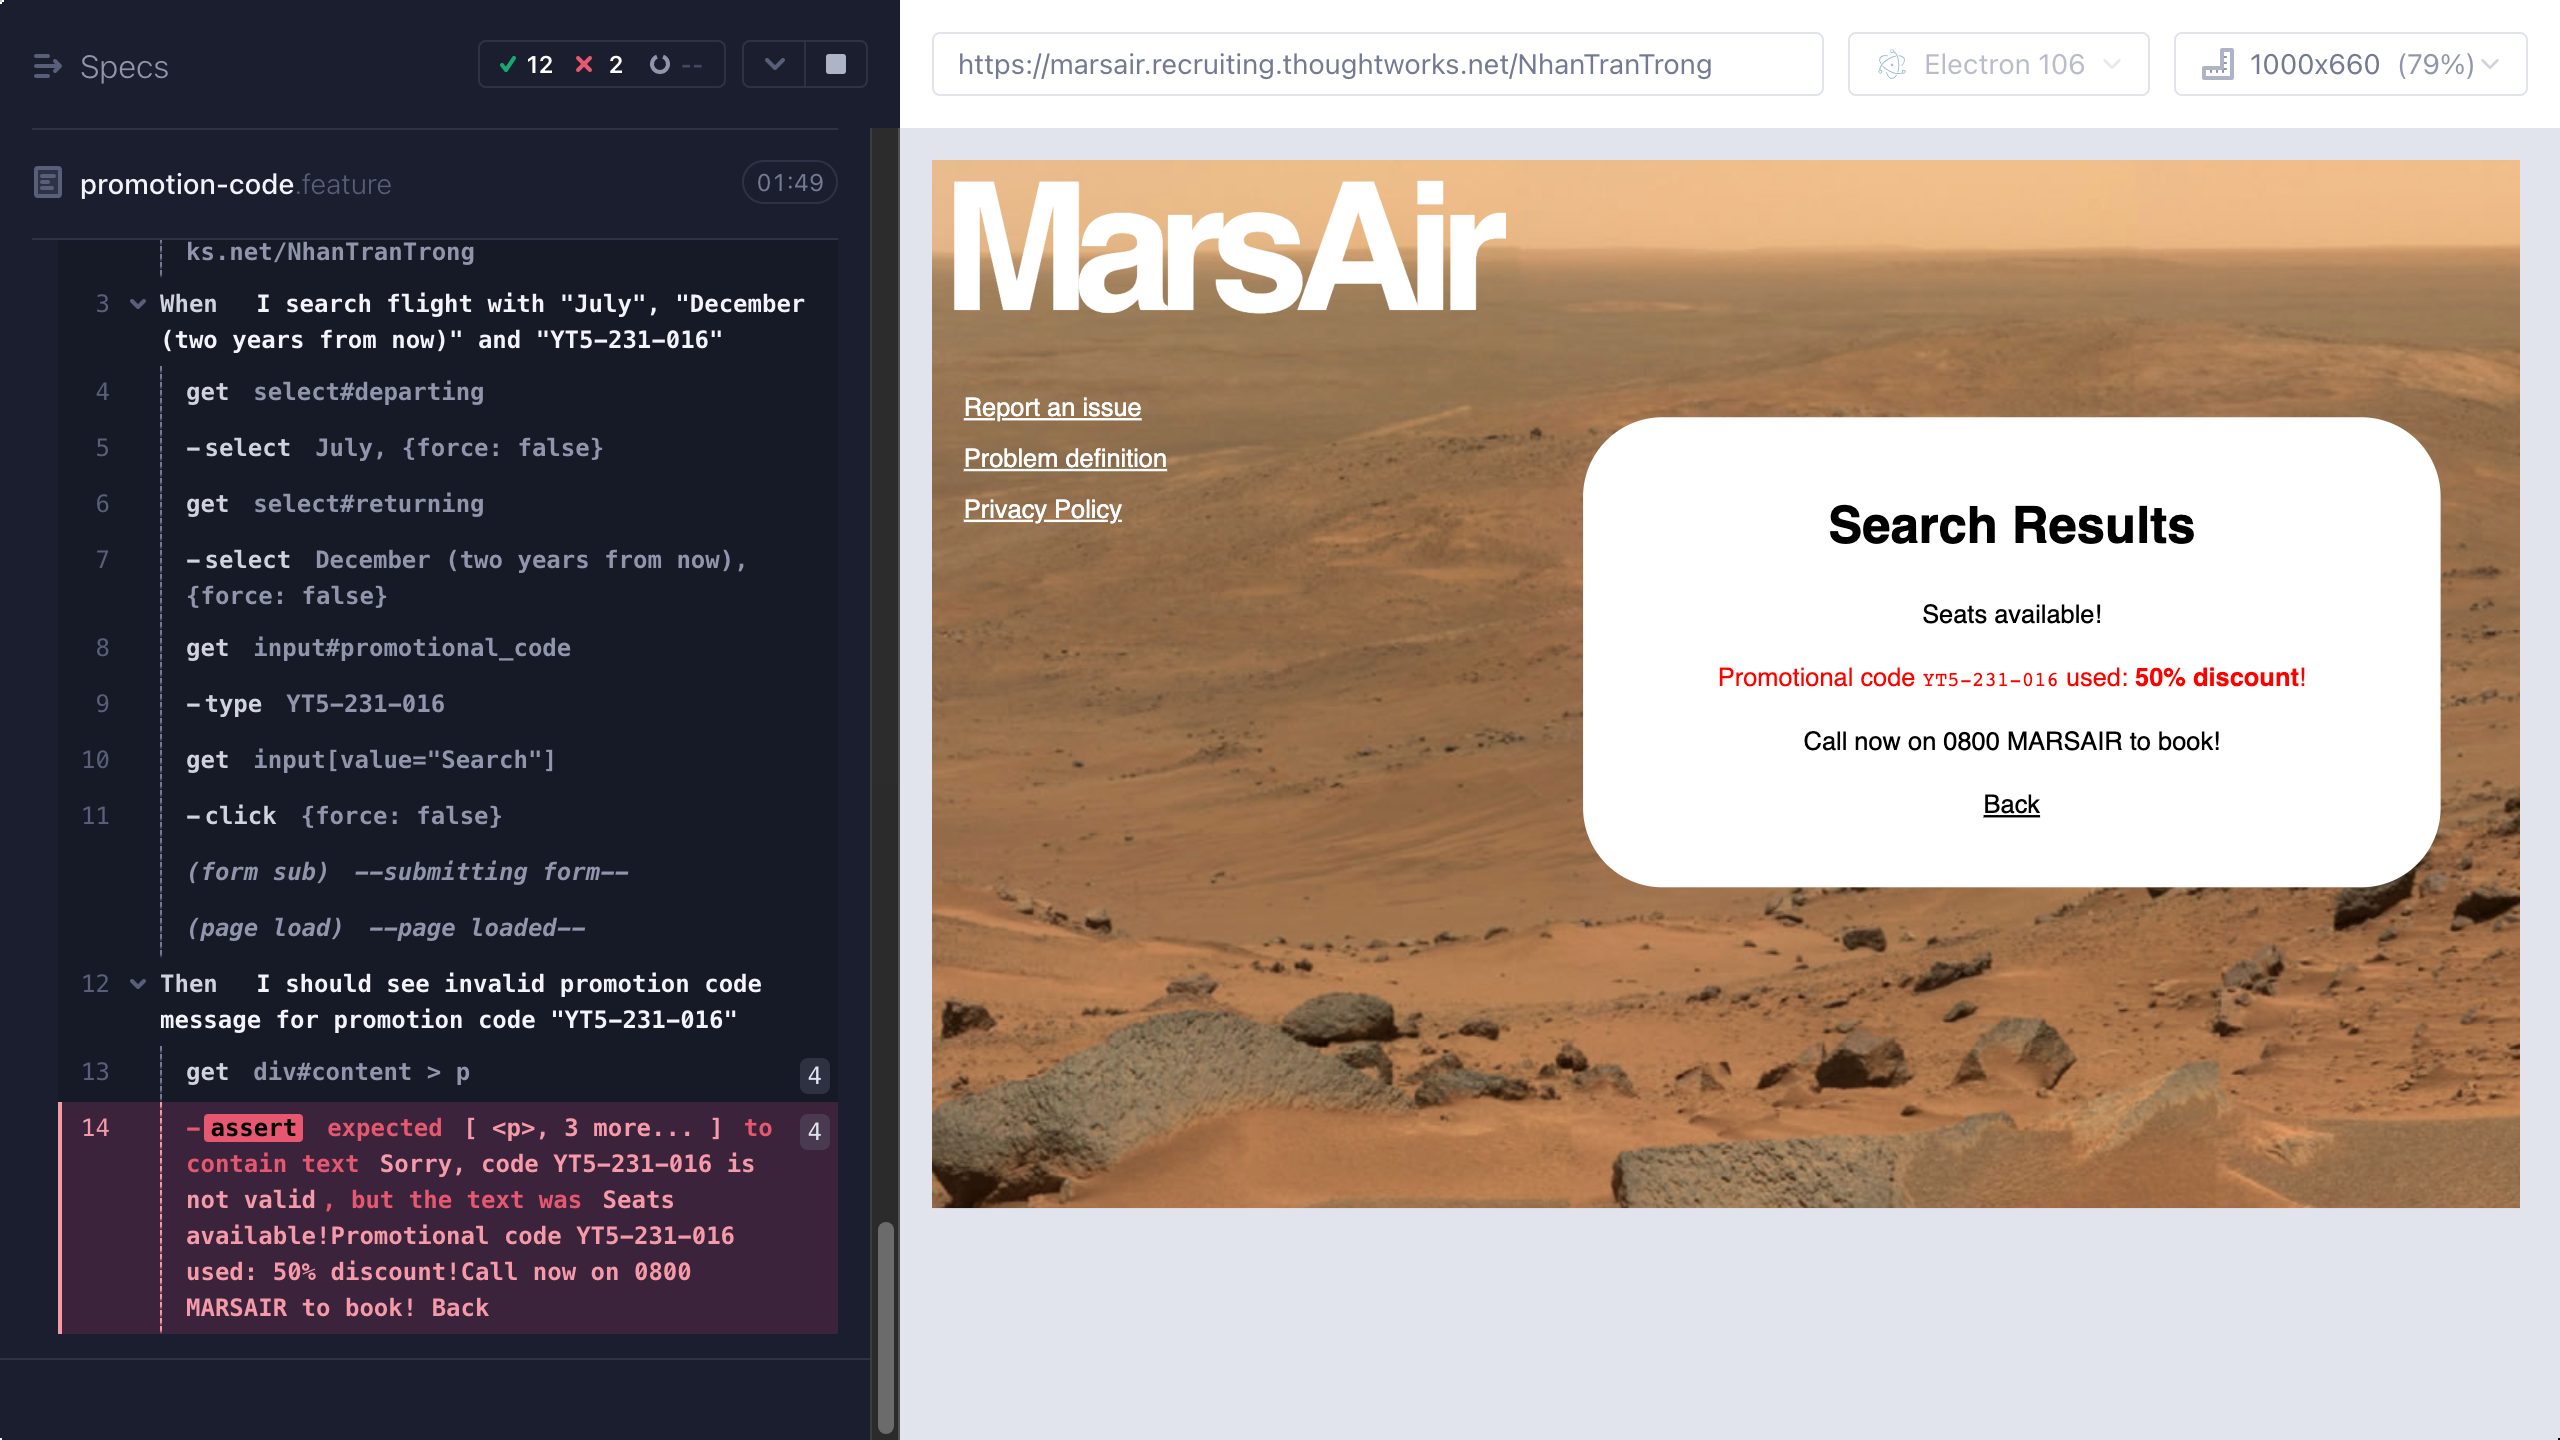 Specs
12 2 --
promotion-code.feature
01:49
ks.net/NhanTranTrong
3 When I search flight with "July", "December
(two years from now)" and "YT5-231-016"
4 get select#departing
5 -select July, {force: false}
6 get select#returning
7 -select December (two years from now),
{force: false}
8 get input#promotional_code
9 -type YT5-231-016
10 get input[value="Search"]
11 -click {force: false}
(form sub) --submitting form--
(page load) --page loaded--
12 Then I should see invalid promotion code
message for promotion code "YT5-231-016"
13 get div#content > p 4
14 -assert expected [ <p>, 3 more... ] to 4
contain text Sorry, code YT5-231-016 is
not valid, but the text was Seats
available!Promotional code YT5-231-016
used: 50% discount!Call now on 0800
MARSAIR to book! Back
https://marsair.recruiting.thoughtworks.net/NhanTranTrong
Electron 106
1000x660 (79%)
MarsAir
Report an issue
Problem definition
Privacy Policy
Search Results
Seats available!
Promotional code YT5-231-016 used: 50% discount!
Call now on 0800 MARSAIR to book!
Back